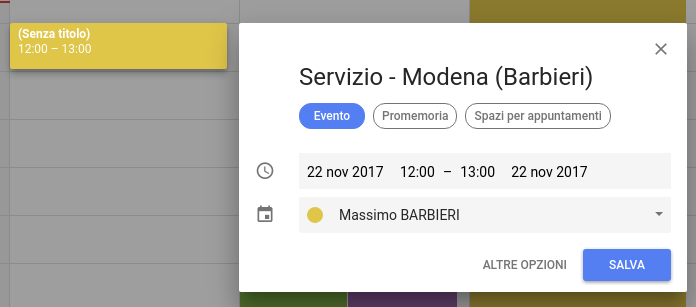 (Senza titolo)
12:00 – 13:00
Servizio - Modena (Barbieri)
Evento
Promemoria
Spazi per appuntamenti
22 nov 2017 12:00 – 13:00 22 nov 2017
Massimo BARBIERI
ALTRE OPZIONI
SALVA